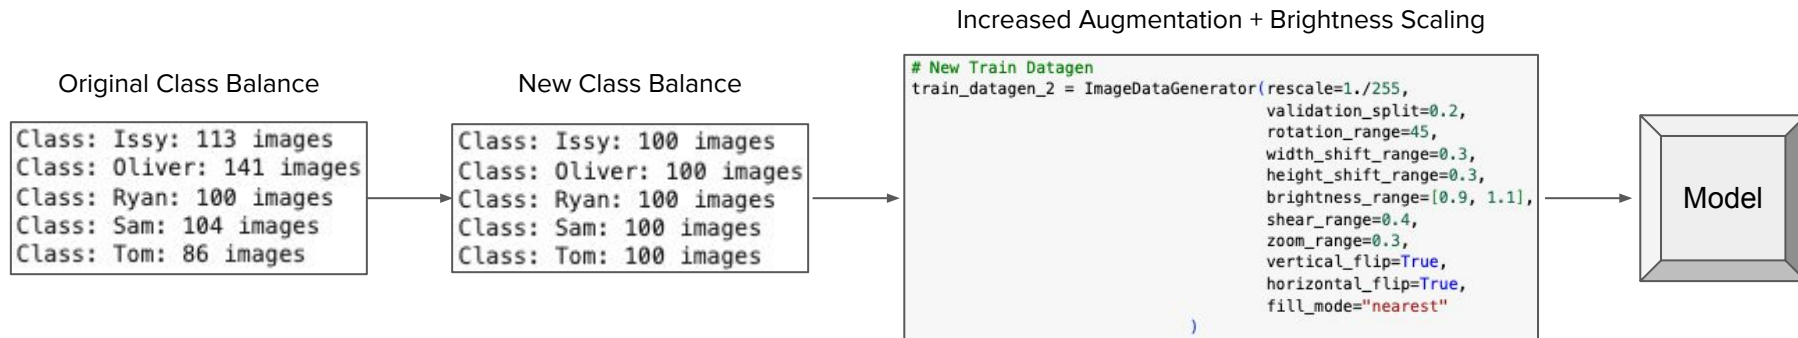 Original Class Balance
Class: Issy: 113 images
Class: Oliver: 141 images
Class: Ryan: 100 images
Class: Sam: 104 images
Class: Tom: 86 images
New Class Balance
Class: Issy: 100 images
Class: Oliver: 100 images
Class: Ryan: 100 images
Class: Sam: 100 images
Class: Tom: 100 images
Increased Augmentation + Brightness Scaling
# New Train Datagen
train_datagen_2 = ImageDataGenerator(rescale=1./255,
validation_split=0.2,
rotation_range=45,
width_shift_range=0.3,
height_shift_range=0.3,
brightness_range=[0.9, 1.1],
shear_range=0.4,
zoom_range=0.3,
vertical_flip=True,
horizontal_flip=True,
fill_mode="nearest"
)
Model